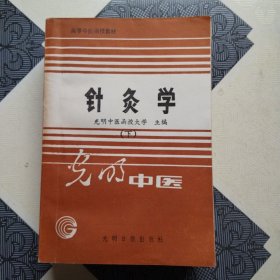 高等中医函授教材
针灸学
光明中医函授大学 主编
(下)
光明中医
光明日报出版社